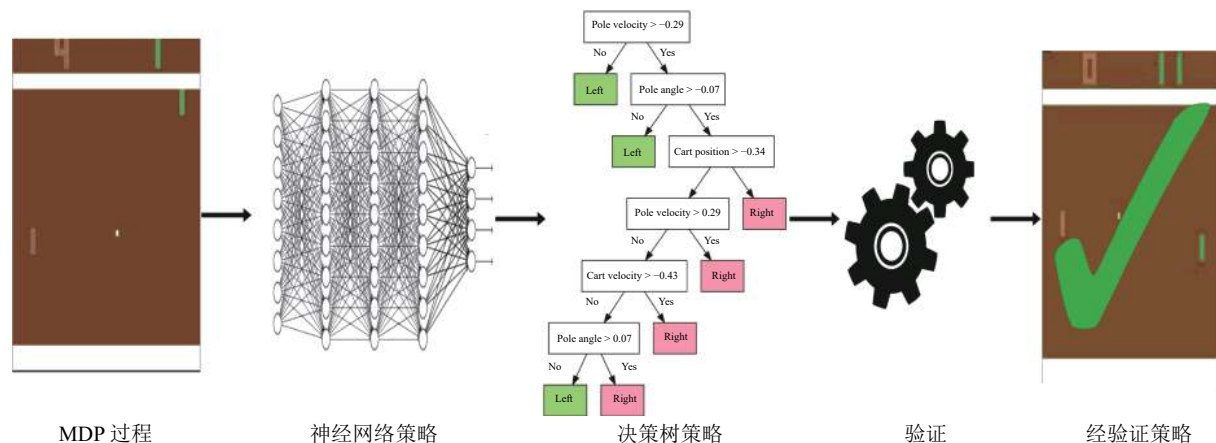 Pole velocity > −0.29
No
Yes
Left
Pole angle > −0.07
No
Yes
Left
Cart position > −0.34
Pole velocity > 0.29
Right
No
Yes
Cart velocity > −0.43
Right
No
Yes
Pole angle > 0.07
Right
No
Yes
Left
Right
MDP 过程
神经网络策略
决策树策略
验证
经验证策略